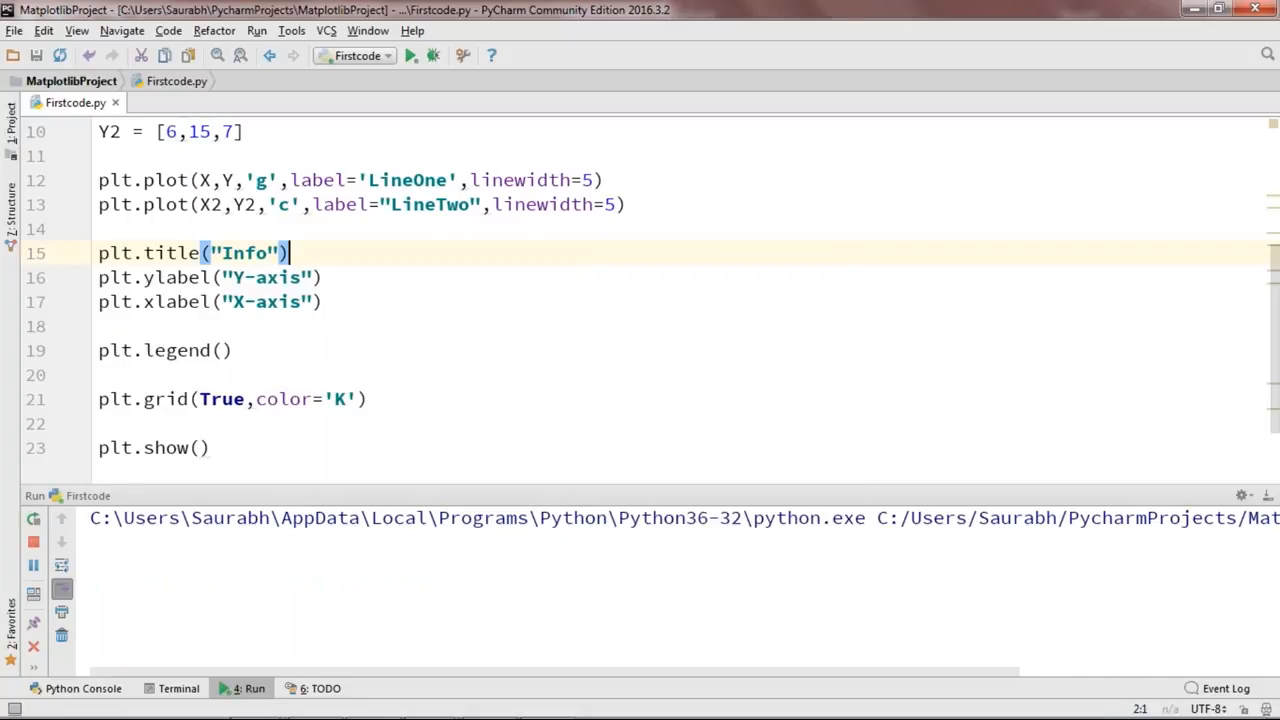 MatplotlibProject - [C:\Users\Saurabh\PycharmProjects\MatplotlibProject] - ...\Firstcode.py - PyCharm Community Edition 2016.3.2
File Edit View Navigate Code Refactor Run Tools VCS Window Help
Firstcode
MatplotlibProject Firstcode.py
Firstcode.py
1: Project
Z: Structure
10 Y2 = [6,15,7]
11
12 plt.plot(X,Y,'g',label='LineOne',linewidth=5)
13 plt.plot(X2,Y2,'c',label="LineTwo",linewidth=5)
14
15 plt.title("Info")
16 plt.ylabel("Y-axis")
17 plt.xlabel("X-axis")
18
19 plt.legend()
20
21 plt.grid(True,color='K')
22
23 plt.show()
Run Firstcode
C:\Users\Saurabh\AppData\Local\Programs\Python\Python36-32\python.exe C:/Users/Saurabh/PycharmProjects/Mat
2: Favorites
Python Console Terminal 4: Run 6: TODO Event Log
2:1 n/a UTF-8